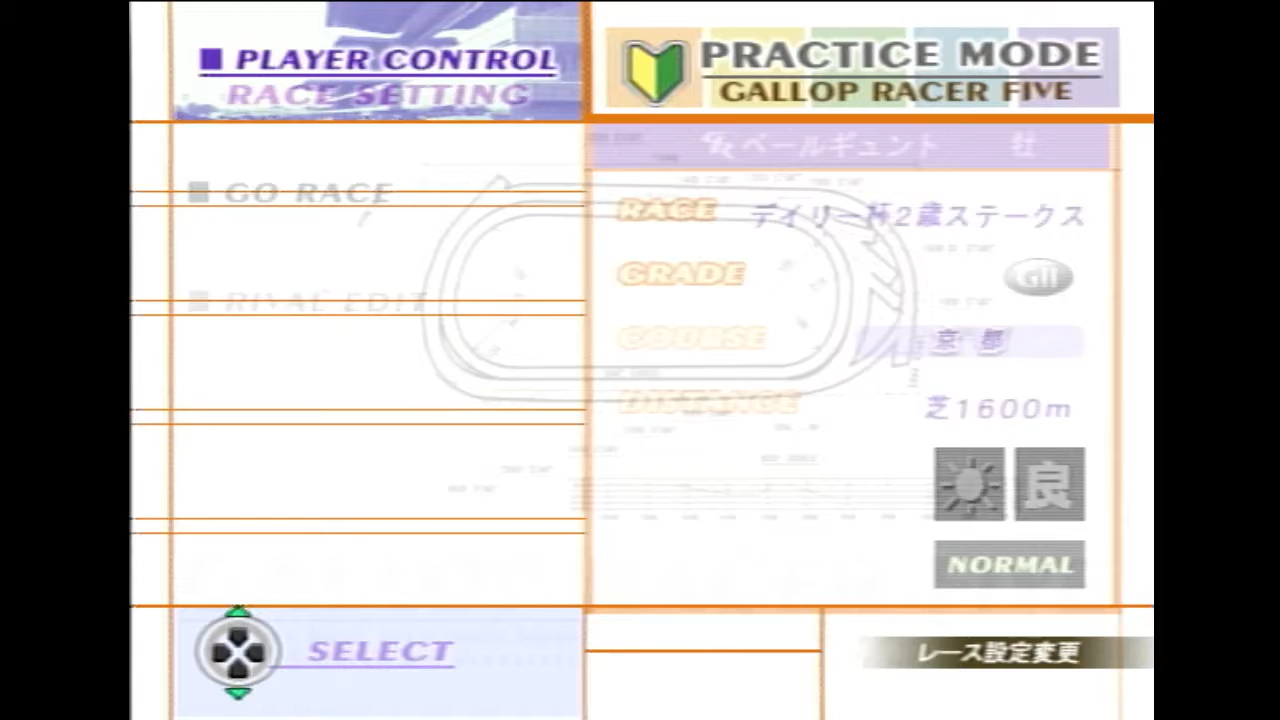 PLAYER CONTROL
RACE SETTING
PRACTICE MODE
GALLOP RACER FIVE
GO RACE
RIVAL EDIT
ペールギュント 牡
RACE デイリー杯2歳ステークス
GRADE GII
COURSE 京都
DISTANCE 芝1600m
良
NORMAL
SELECT
レース設定変更